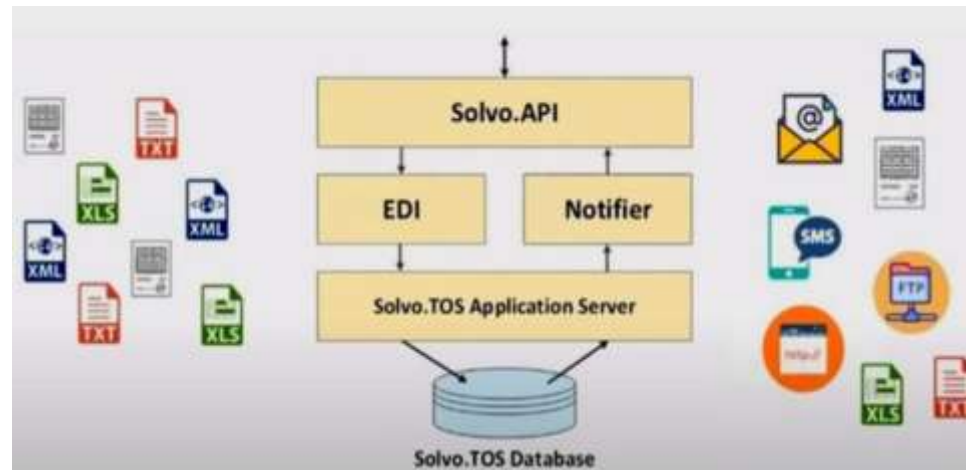 XML
TXT
Solvo.API
@
XLS
XML
EDI
Notifier
SMS
XML
FTP
Solvo.TOS Application Server
TXT
XLS
http://
XLS
TXT
Solvo.TOS Database